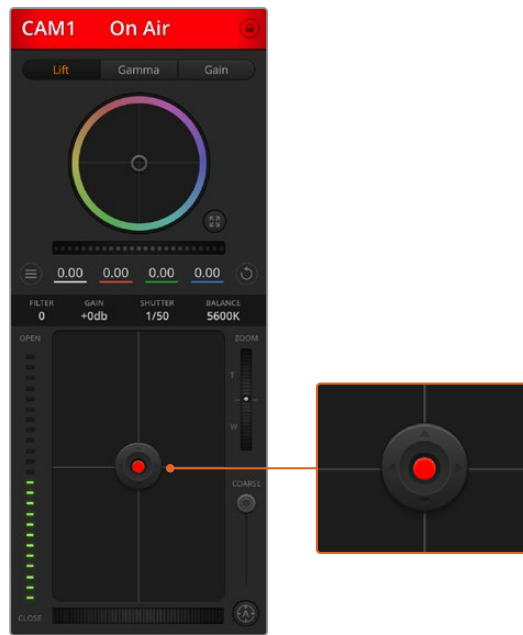 CAM1 On Air
Lift Gamma Gain
0.00 0.00 0.00 0.00
FILTER GAIN SHUTTER BALANCE
0 +0db 1/50 5600K
OPEN ZOOM
T
W
COARSE
CLOSE A